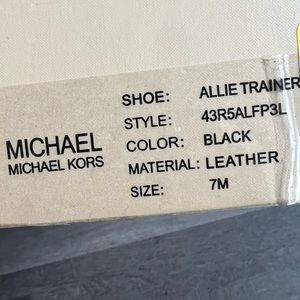 MICHAEL
MICHAEL KORS
SHOE: ALLIE TRAINER
STYLE: 43R5ALFP3L
COLOR: BLACK
MATERIAL: LEATHER
SIZE: 7M